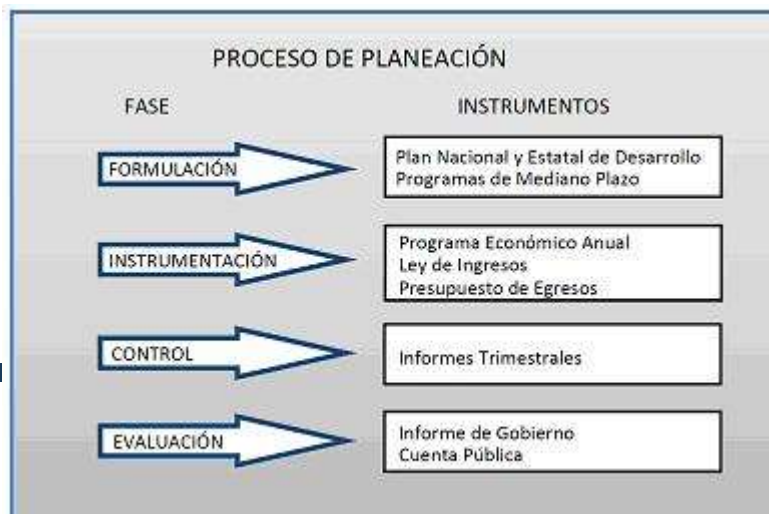 PROCESO DE PLANEACIÓN
FASE INSTRUMENTOS
FORMULACIÓN
Plan Nacional y Estatal de Desarrollo
Programas de Mediano Plazo
INSTRUMENTACIÓN
Programa Económico Anual
Ley de Ingresos
Presupuesto de Egresos
CONTROL
Informes Trimestrales
EVALUACIÓN
Informe de Gobierno
Cuenta Pública